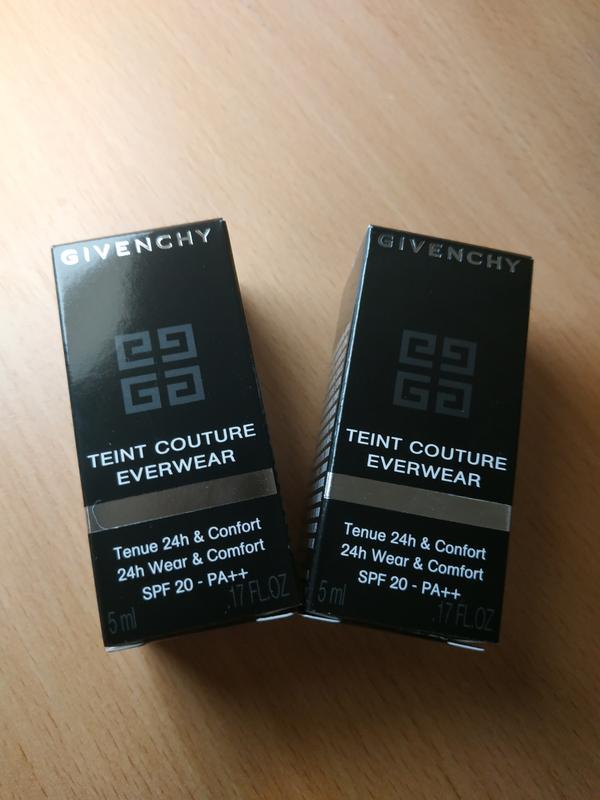 GIVENCHY
TEINT COUTURE
EVERWEAR
Tenue 24h & Confort
24h Wear & Comfort
SPF 20 - PA++
5 ml .17 FL.OZ
GIVENCHY
TEINT COUTURE
EVERWEAR
Tenue 24h & Confort
24h Wear & Comfort
SPF 20 - PA++
5 ml .17 FL.OZ